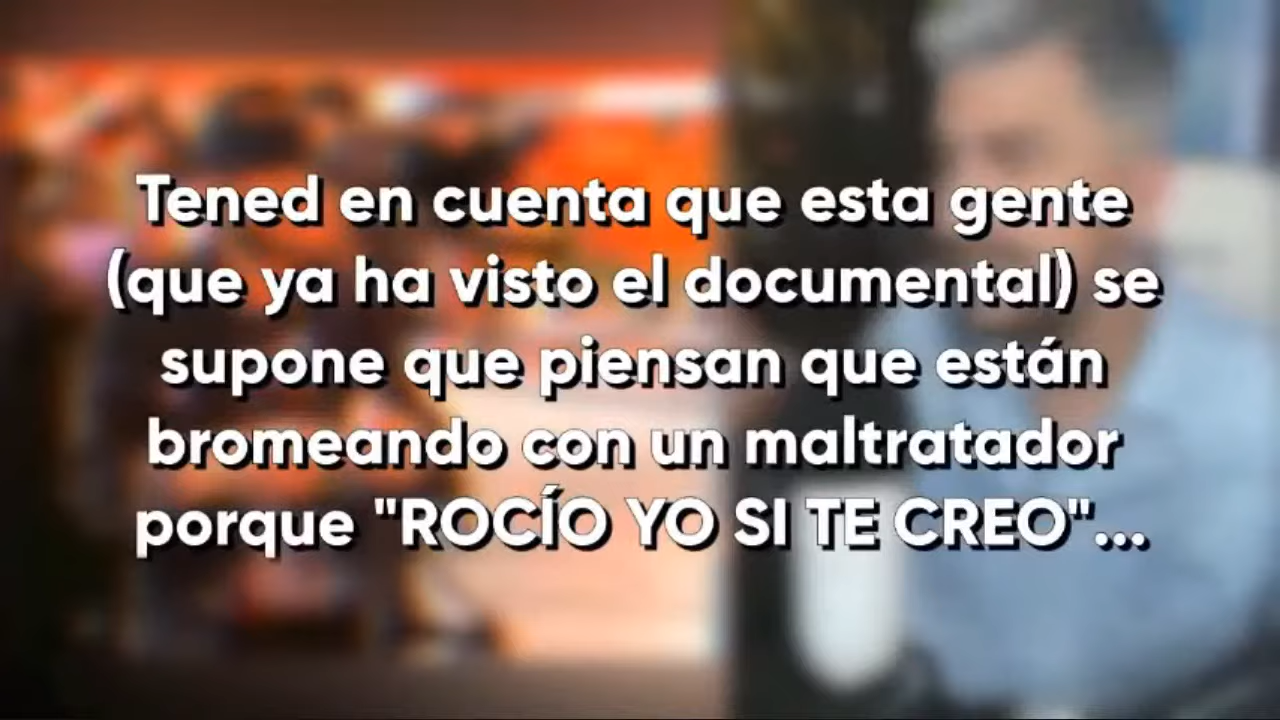 Tened en cuenta que esta gente
(que ya ha visto el documental) se
supone que piensan que están
bromeando con un maltratador
porque "ROCÍO YO SI TE CREO"...